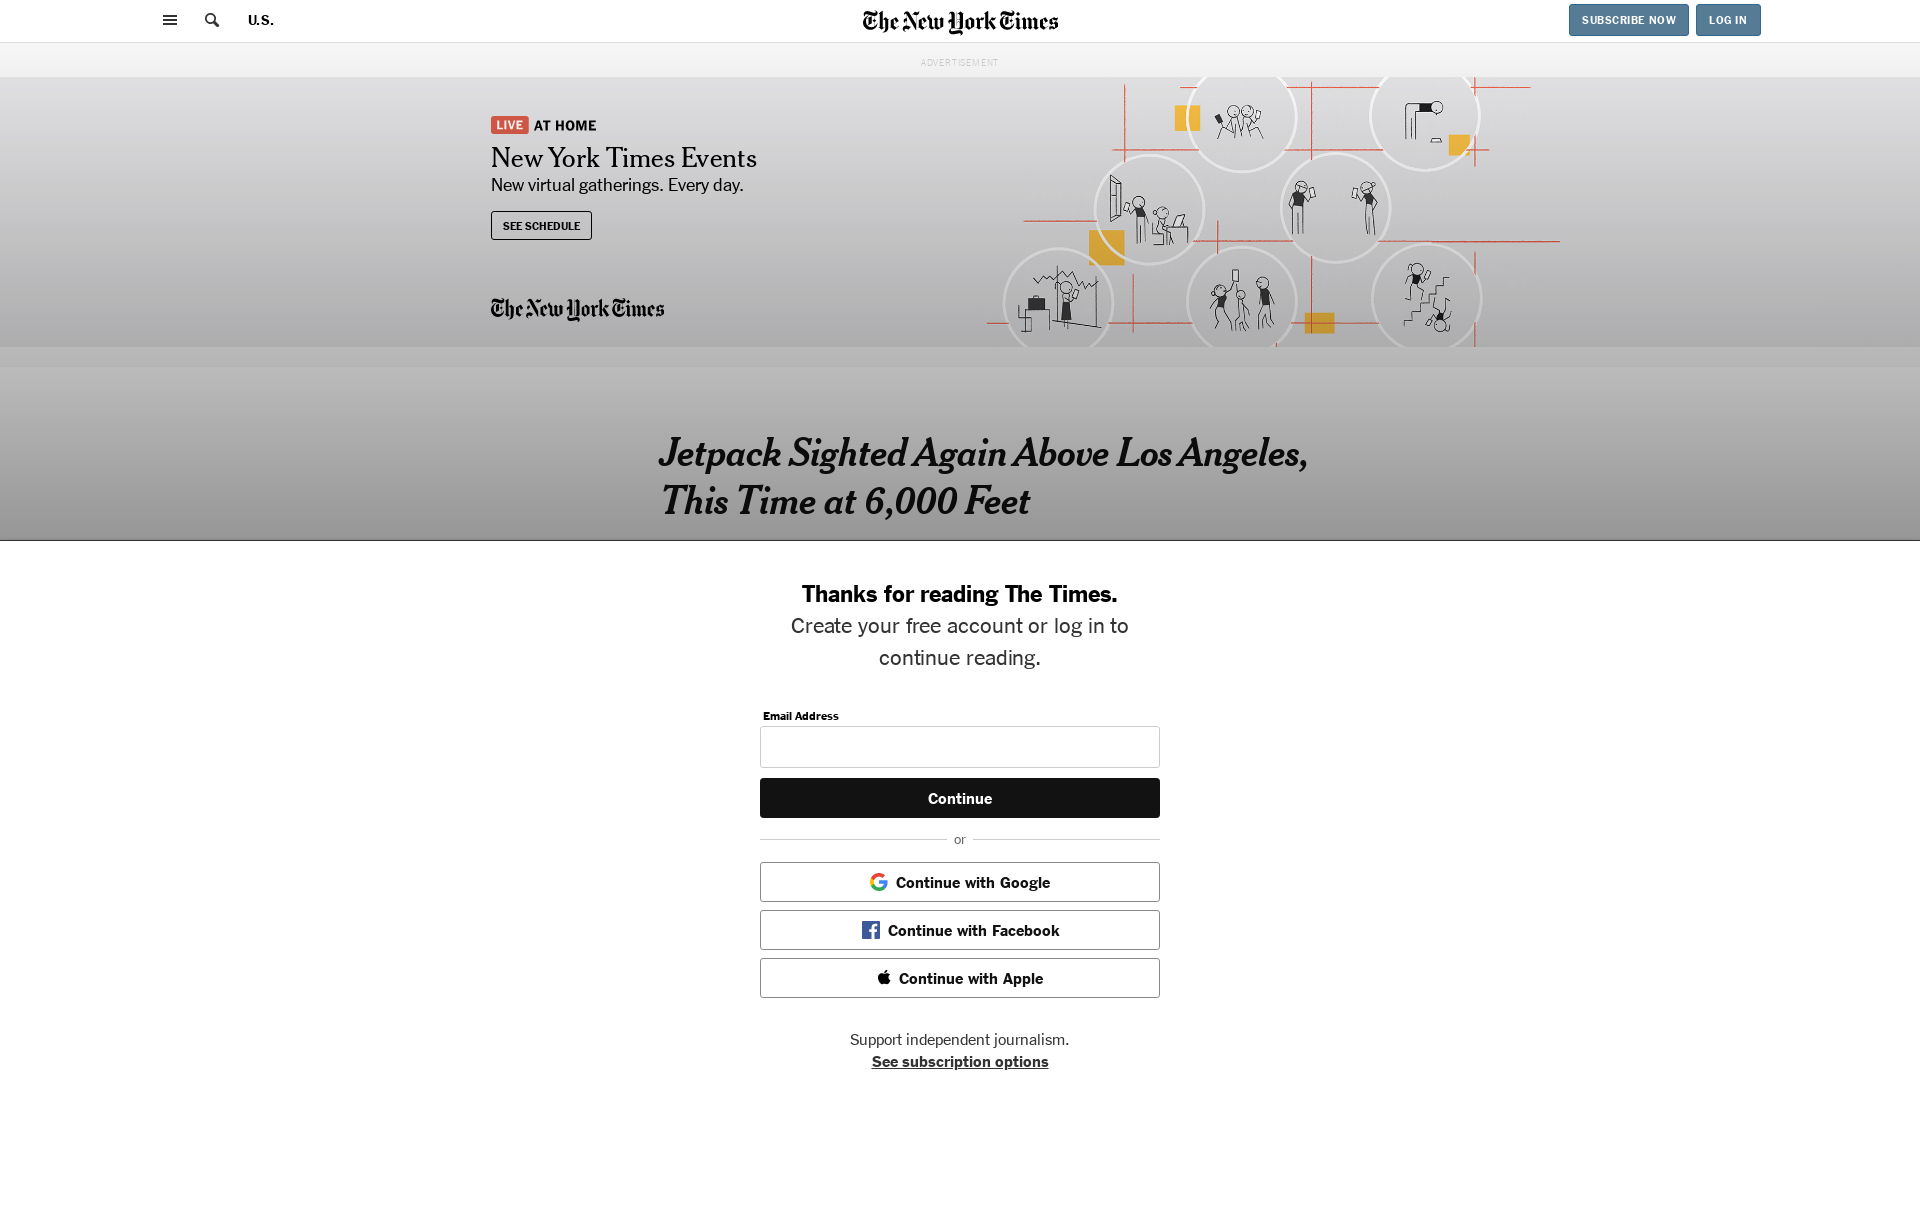 U.S.
The New York Times
SUBSCRIBE NOW
LOG IN
ADVERTISEMENT
LIVE AT HOME
New York Times Events
New virtual gatherings. Every day.
SEE SCHEDULE
The New York Times
Jetpack Sighted Again Above Los Angeles,
This Time at 6,000 Feet
Thanks for reading The Times.
Create your free account or log in to
continue reading.
Email Address
Continue
or
Continue with Google
Continue with Facebook
Continue with Apple
Support independent journalism.
See subscription options